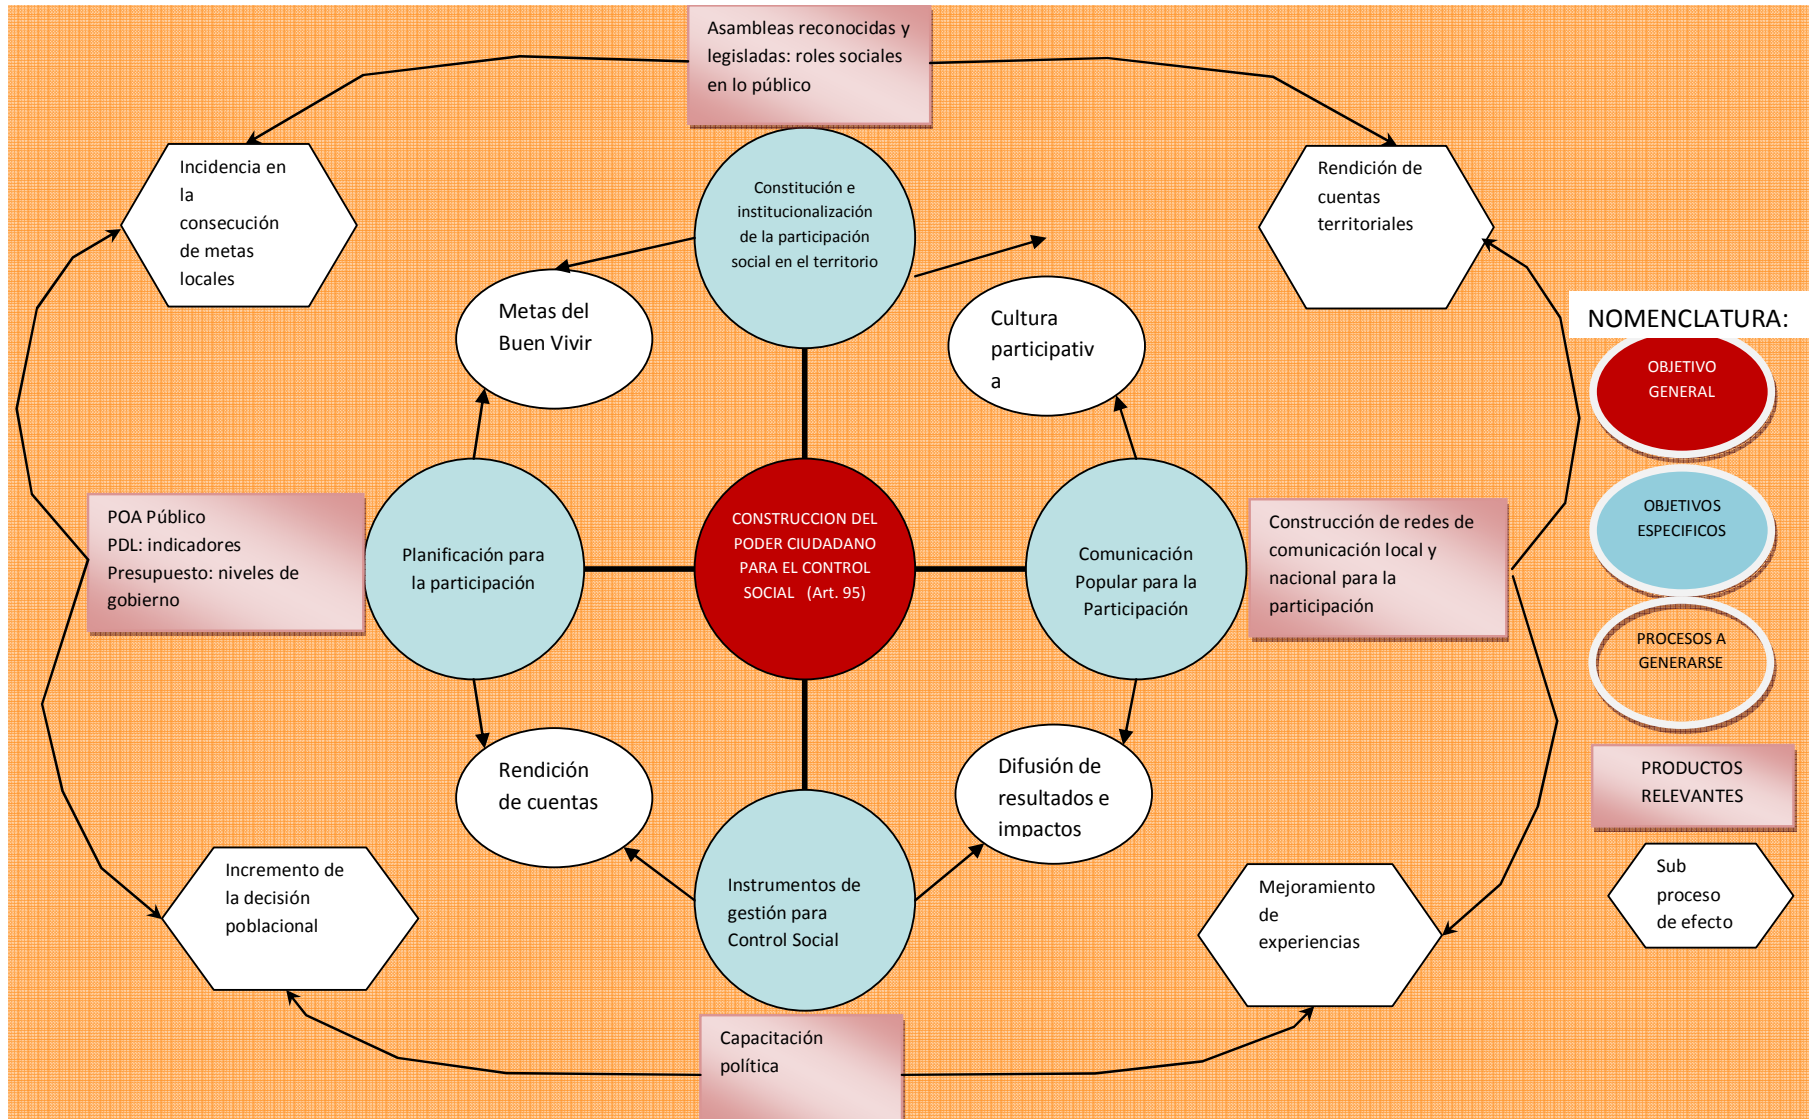 Asambleas reconocidas y
legisladas: roles sociales
en lo público
Incidencia en
la
consecución
de metas
locales
Constitución e
institucionalización
de la participación
social en el territorio
Rendición de
cuentas
territoriales
Metas del
Buen Vivir
Cultura
participativ
a
NOMENCLATURA:
OBJETIVO
GENERAL
POA Público
PDL: indicadores
Presupuesto: niveles de
gobierno
Planificación para
la participación
CONSTRUCCION DEL
PODER CIUDADANO
PARA EL CONTROL
SOCIAL (Art. 95)
Comunicación
Popular para la
Participación
Construcción de redes de
comunicación local y
nacional para la
participación
OBJETIVOS
ESPECIFICOS
PROCESOS A
GENERARSE
Rendición
de cuentas
Difusión de
resultados e
impactos
PRODUCTOS
RELEVANTES
Incremento de
la decisión
poblacional
Instrumentos de
gestión para
Control Social
Mejoramiento
de
experiencias
Sub
proceso
de efecto
Capacitación
política